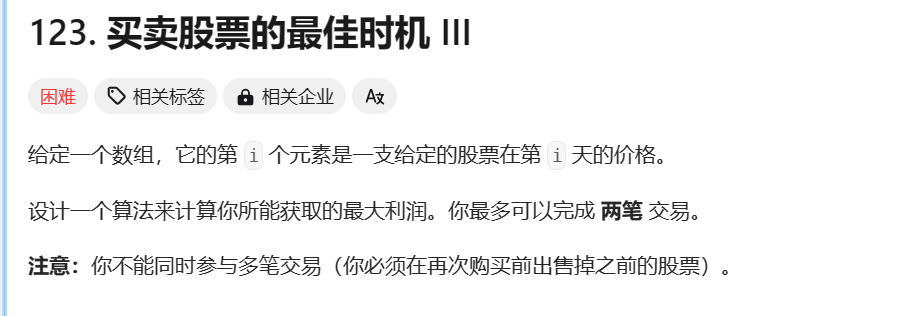 123. 买卖股票的最佳时机 III
困难 相关标签 相关企业 A文
给定一个数组，它的第 i 个元素是一支给定的股票在第 i 天的价格。
设计一个算法来计算你所能获取的最大利润。你最多可以完成 两笔 交易。
注意：你不能同时参与多笔交易（你必须在再次购买前出售掉之前的股票）。